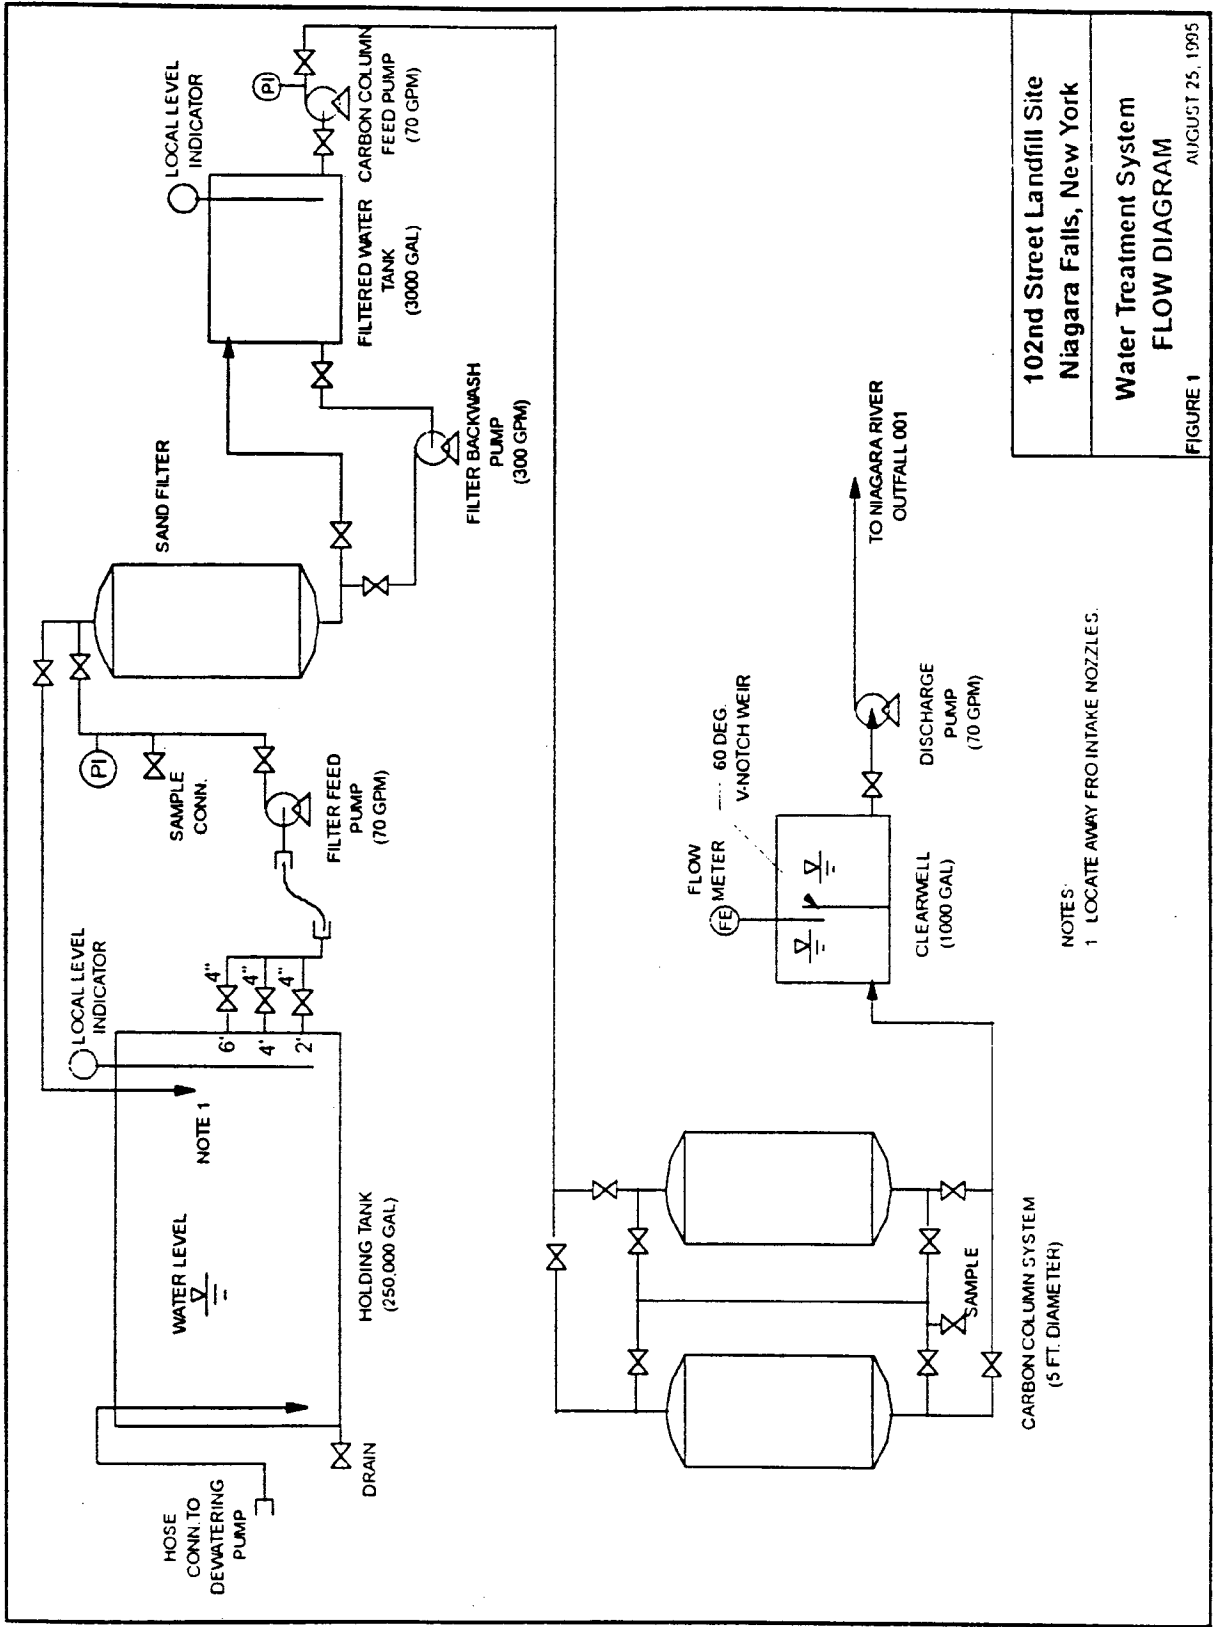 HOSE
CONN. TO
DEWATERING
PUMP
DRAIN
WATER LEVEL
NOTE 1
HOLDING TANK
(250,000 GAL)
LOCAL LEVEL
INDICATOR
6'
4'
2'
4"
4"
4"
PI
SAMPLE
CONN.
FILTER FEED
PUMP
(70 GPM)
SAND FILTER
FILTER BACKWASH
PUMP
(300 GPM)
LOCAL LEVEL
INDICATOR
FILTERED WATER
TANK
(3000 GAL)
PI
CARBON COLUMN
FEED PUMP
(70 GPM)
SAMPLE
CARBON COLUMN SYSTEM
(5 FT. DIAMETER)
FLOW
METER
FE
60 DEG.
V-NOTCH WEIR
CLEARWELL
(1000 GAL)
DISCHARGE
PUMP
(70 GPM)
TO NIAGARA RIVER
OUTFALL 001
NOTES:
1 LOCATE AWAY FRO INTAKE NOZZLES.
102nd Street Landfill Site
Niagara Falls, New York
Water Treatment System
FLOW DIAGRAM
FIGURE 1
AUGUST 25, 1995